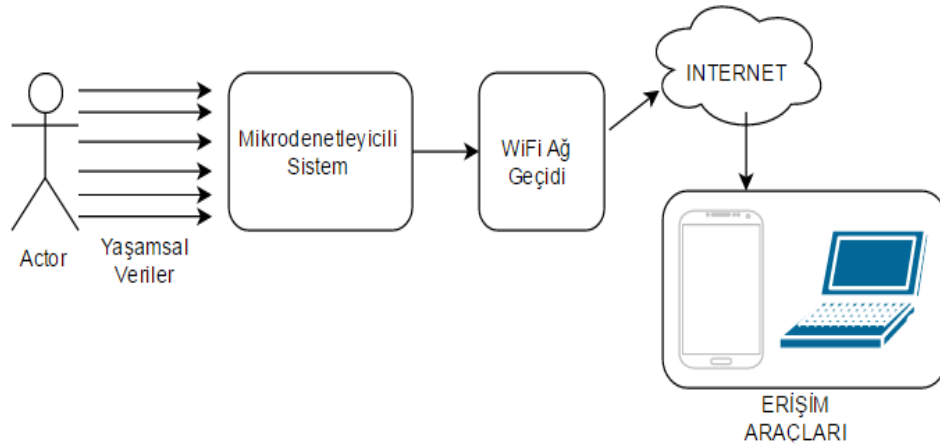 Actor
Yaşamsal
Veriler
Mikrodenetleyicili
Sistem
WiFi Ağ
Geçidi
INTERNET
ERİŞİM
ARAÇLARI